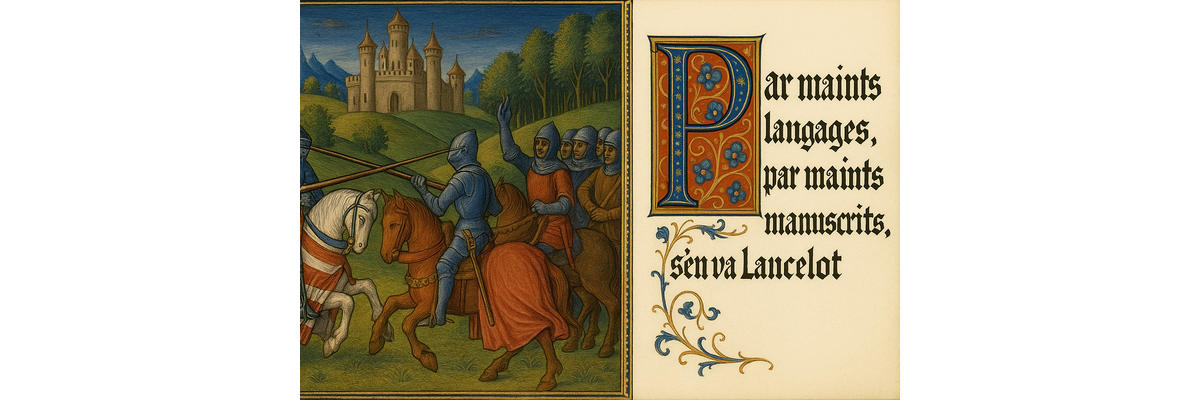 Par maints
langages,
par maints
manuscrits,
s'en va Lancelot